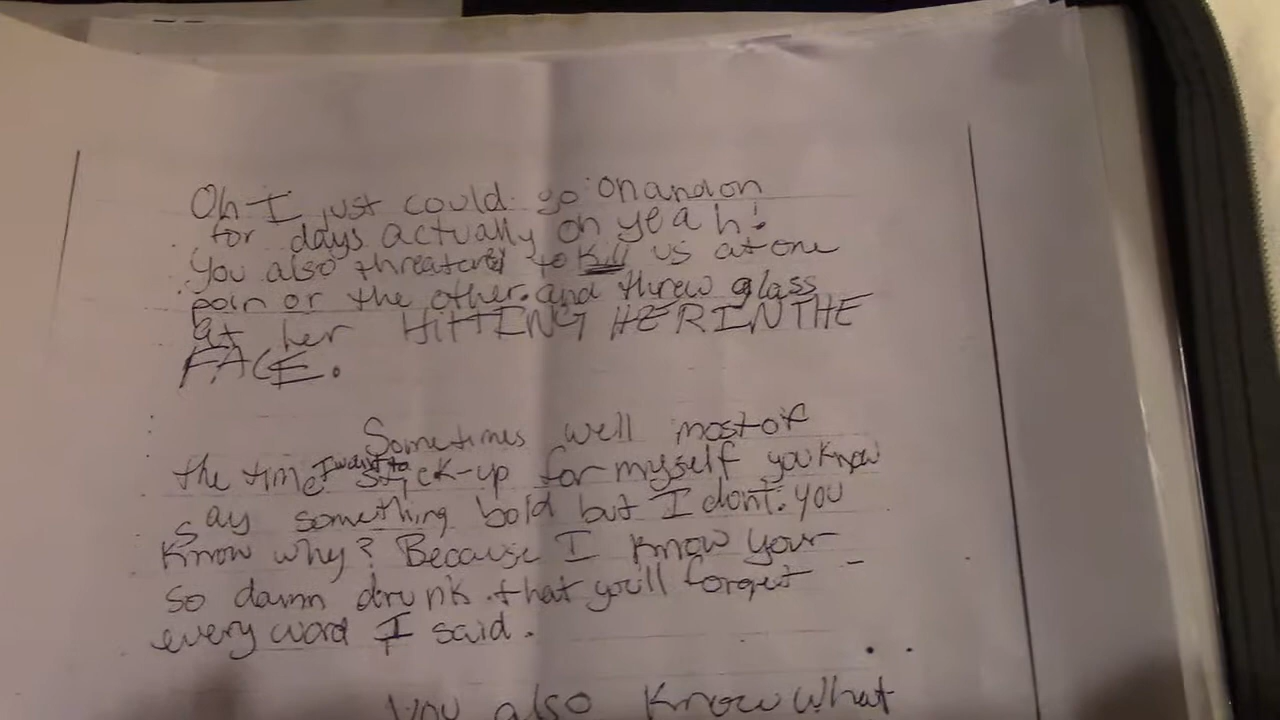 Oh I just could go on and on
for days actually oh yeah!
You also threatered to kill us at one
poin or the other. and threw glass
at her HITTING HER IN THE
FACE.
Sometimes well most of
the time I want to stick-up for myself you know
say something bold but I dont. you
know why? Because I know your
so damn drunk that you'll forget
every word I said.
You also know what